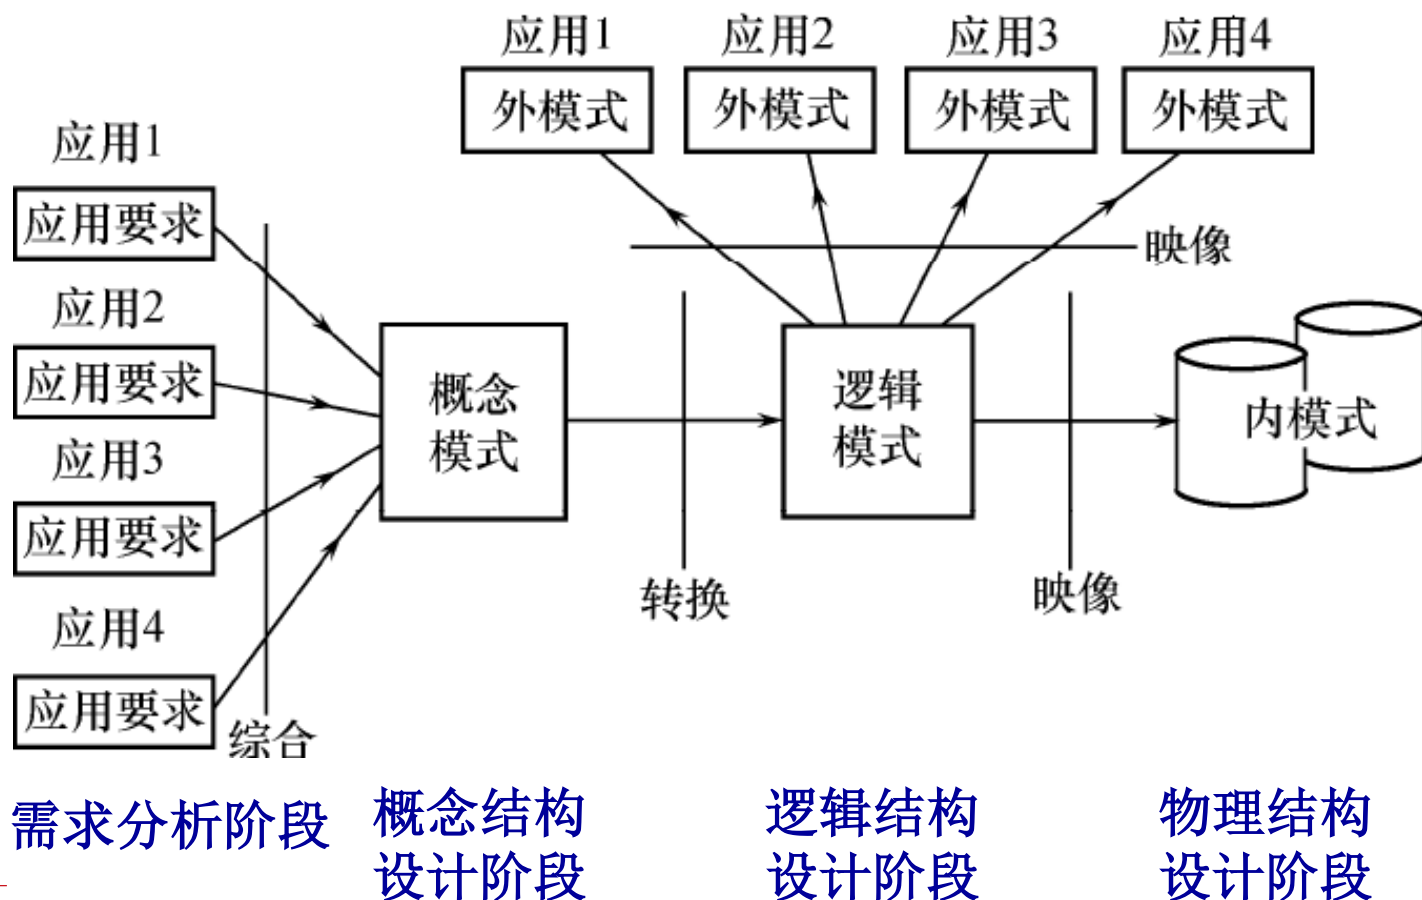 应用1
应用2
应用3
应用4
外模式
外模式
外模式
外模式
映像
应用1
应用要求
应用2
应用要求
应用3
应用要求
应用4
应用要求
综合
概念
模式
转换
逻辑
模式
映像
内模式
需求分析阶段
概念结构
设计阶段
逻辑结构
设计阶段
物理结构
设计阶段